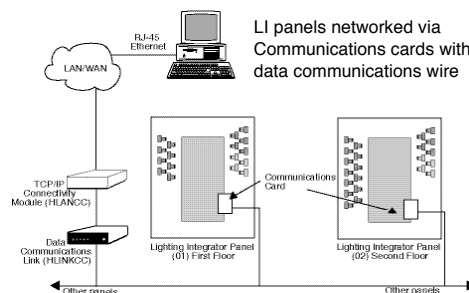 RJ-45
Ethernet
LAN/WAN
LI panels networked via
Communications cards with
data communications wire
TCP/IP
Connectivity
Module (HLANCC)
Communications
Card
Data
Communications
Link (HLINKCC)
Lighting Integrator Panel
(01) First Floor
Lighting Integrator Panel
(02) Second Floor
Other panels
Other panels